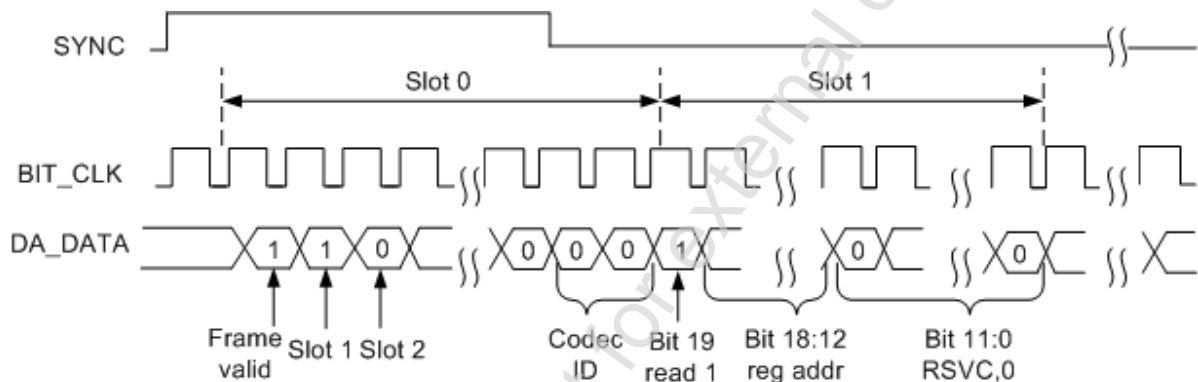 SYNC
Slot 0
Slot 1
BIT_CLK
DA_DATA
1 1 0 0 0 0 1 0 0
Frame valid
Slot 1
Slot 2
Codec ID
Bit 19 read 1
Bit 18:12 reg addr
Bit 11:0 RSVC,0
for external